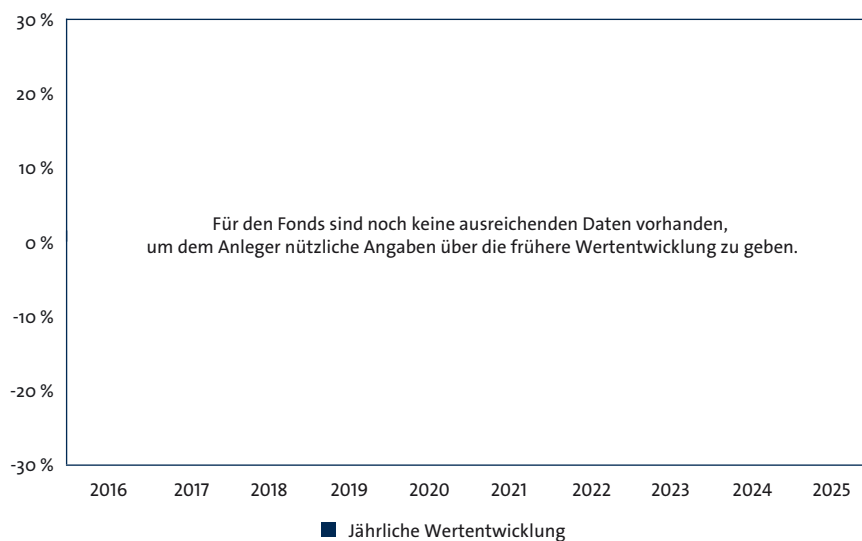 30 %
20 %
10 %
Für den Fonds sind noch keine ausreichenden Daten vorhanden,
0 %
um dem Anleger nützliche Angaben über die frühere Wertentwicklung zu geben.
-10 %
-20 %
-30 %
2016 2017 2018 2019 2020 2021 2022 2023 2024 2025
Jährliche Wertentwicklung